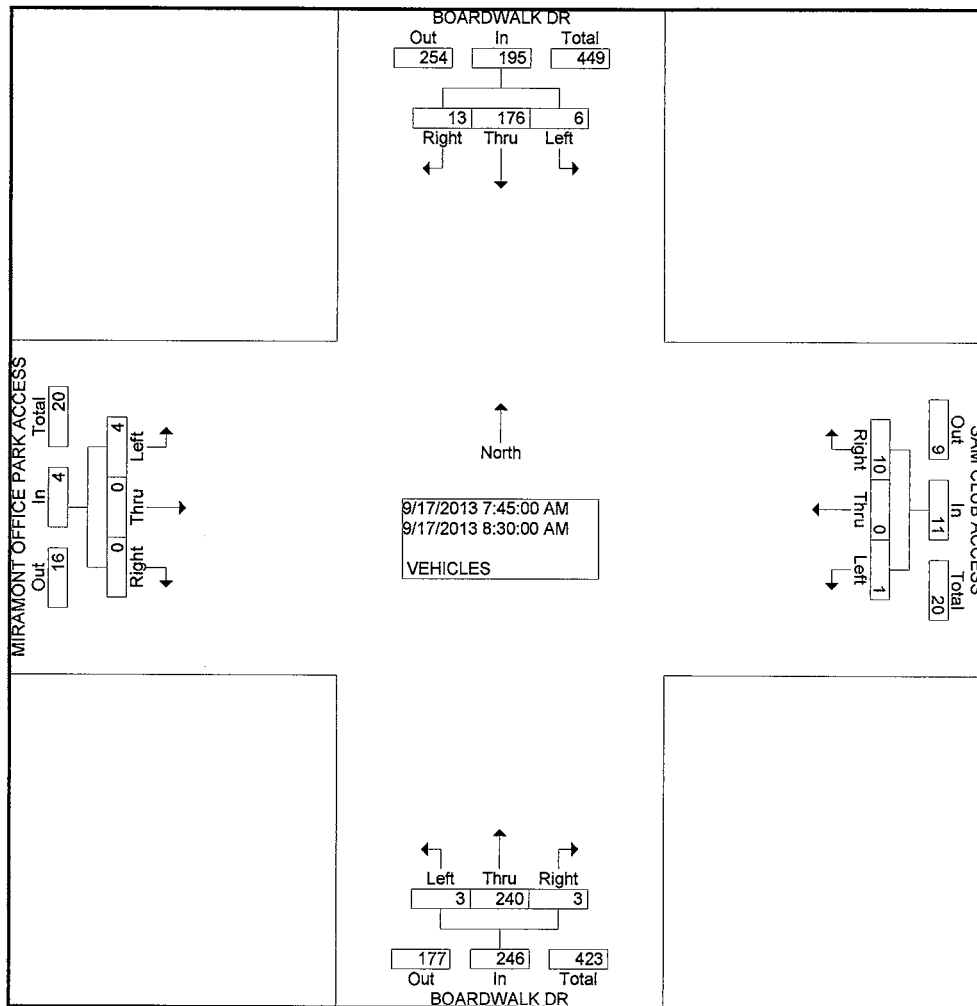 BOARDWALK DR
Out In Total
254 195 449
13 176 6
Right Thru Left
MIRAMONT OFFICE PARK ACCESS
Total
20
In
4
Out
16
4 0 0
Left Thru Right
North
9/17/2013 7:45:00 AM
9/17/2013 8:30:00 AM
VEHICLES
Right Thru Left
10 0 1
Out
9
In
11
Total
20
SAM CLUB ACCESS
Left Thru Right
3 240 3
177 246 423
Out In Total
BOARDWALK DR